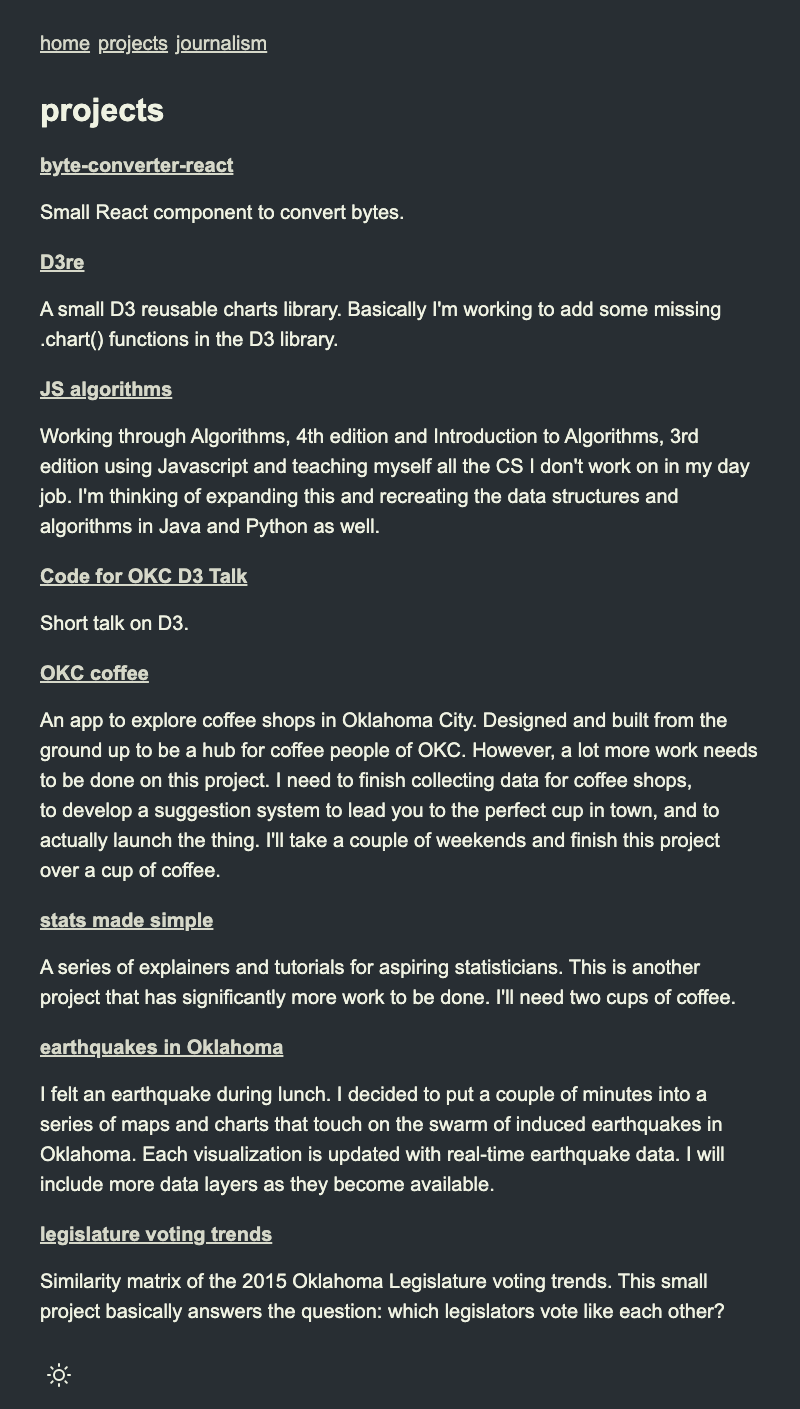 home projects journalism
projects
byte-converter-react
Small React component to convert bytes.
D3re
A small D3 reusable charts library. Basically I'm working to add some missing
.chart() functions in the D3 library.
JS algorithms
Working through Algorithms, 4th edition and Introduction to Algorithms, 3rd
edition using Javascript and teaching myself all the CS I don't work on in my day
job. I'm thinking of expanding this and recreating the data structures and
algorithms in Java and Python as well.
Code for OKC D3 Talk
Short talk on D3.
OKC coffee
An app to explore coffee shops in Oklahoma City. Designed and built from the
ground up to be a hub for coffee people of OKC. However, a lot more work needs
to be done on this project. I need to finish collecting data for coffee shops,
to develop a suggestion system to lead you to the perfect cup in town, and to
actually launch the thing. I'll take a couple of weekends and finish this project
over a cup of coffee.
stats made simple
A series of explainers and tutorials for aspiring statisticians. This is another
project that has significantly more work to be done. I'll need two cups of coffee.
earthquakes in Oklahoma
I felt an earthquake during lunch. I decided to put a couple of minutes into a
series of maps and charts that touch on the swarm of induced earthquakes in
Oklahoma. Each visualization is updated with real-time earthquake data. I will
include more data layers as they become available.
legislature voting trends
Similarity matrix of the 2015 Oklahoma Legislature voting trends. This small
project basically answers the question: which legislators vote like each other?